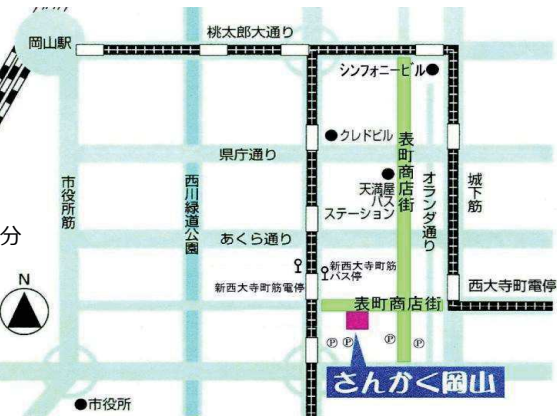 岡山駅
桃太郎大通り
シンフォニービル
クレドビル
表町商店街
県庁通り
天満屋
バス
ステーション
オランダ通り
城下筋
市役所筋
西川緑道公園
分
あくら通り
新西大寺町筋
バス停
新西大寺町筋電停
西大寺町電停
N
表町商店街
P P P P
さんかく岡山
市役所